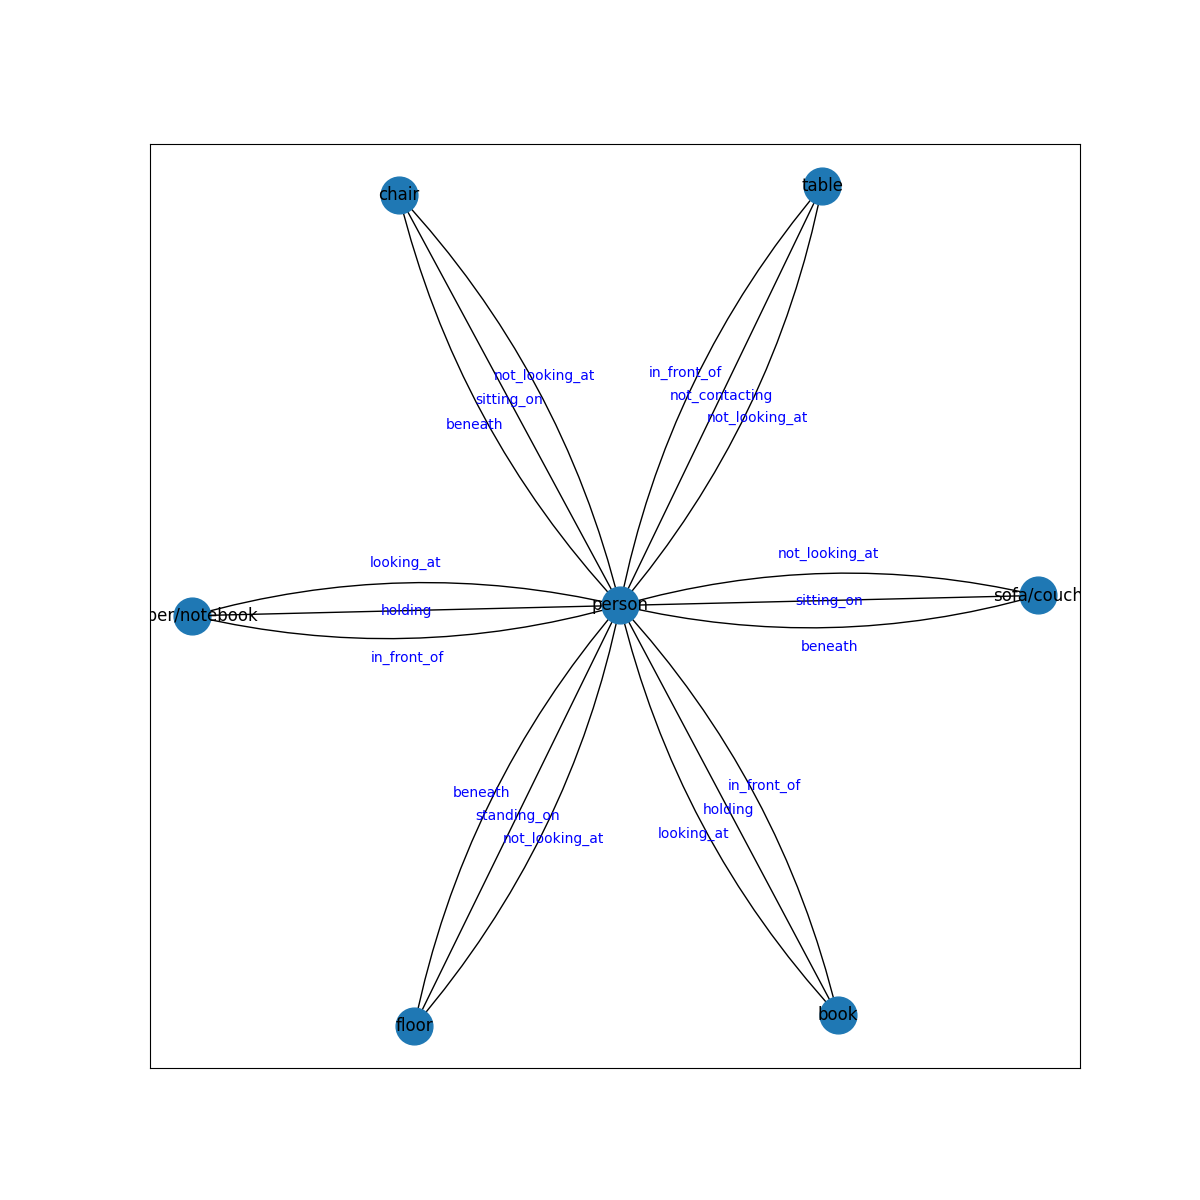 chair
table
not_looking_at
sitting_on
beneath
in_front_of
not_contacting
not_looking_at
looking_at
holding
in_front_of
per/notebook
person
not_looking_at
sitting_on
beneath
sofa/couch
beneath
standing_on
not_looking_at
in_front_of
holding
looking_at
floor
book